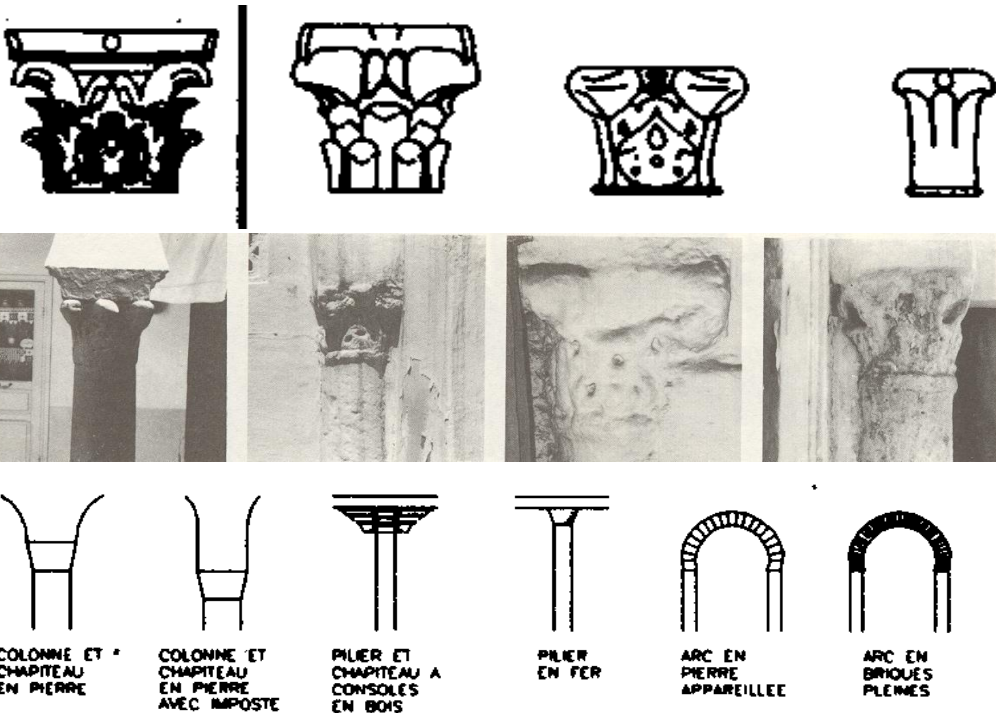 COLONNE ET
CHAPITEAU
EN PIERRE
COLONNE ET
CHAPITEAU
EN PIERRE
AVEC IMPOSTE
PILIER ET
CHAPITEAU A
CONSOLES
EN BOIS
PILIER
EN FER
ARC EN
PIERRE
APPAREILLEE
ARC EN
BRIQUES
PLEINES